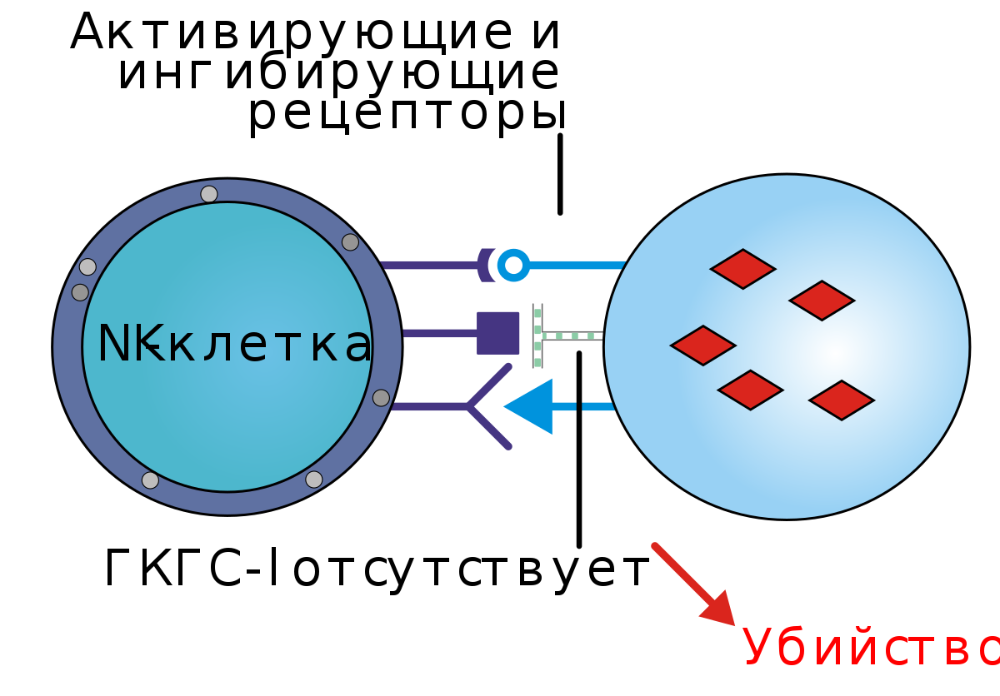 Активирующие и
ингибирующие
рецепторы
NK-клетка
ГКГС-I отсутствует
Убийство